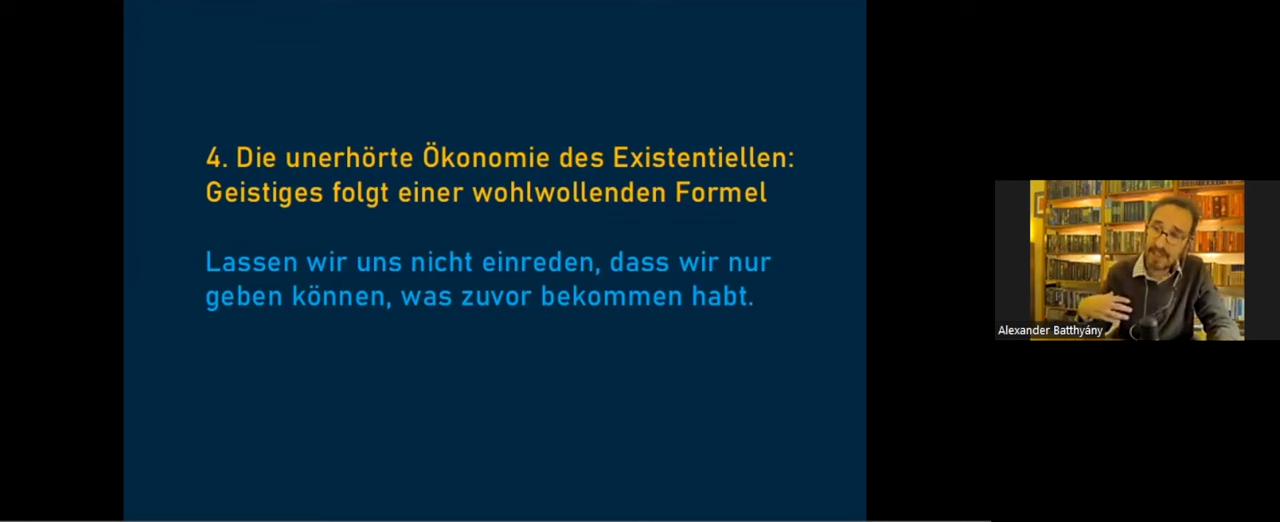 4. Die unerhörte Ökonomie des Existentiellen:
Geistiges folgt einer wohlwollenden Formel
Lassen wir uns nicht einreden, dass wir nur
geben können, was zuvor bekommen habt.
Alexander Batthyány